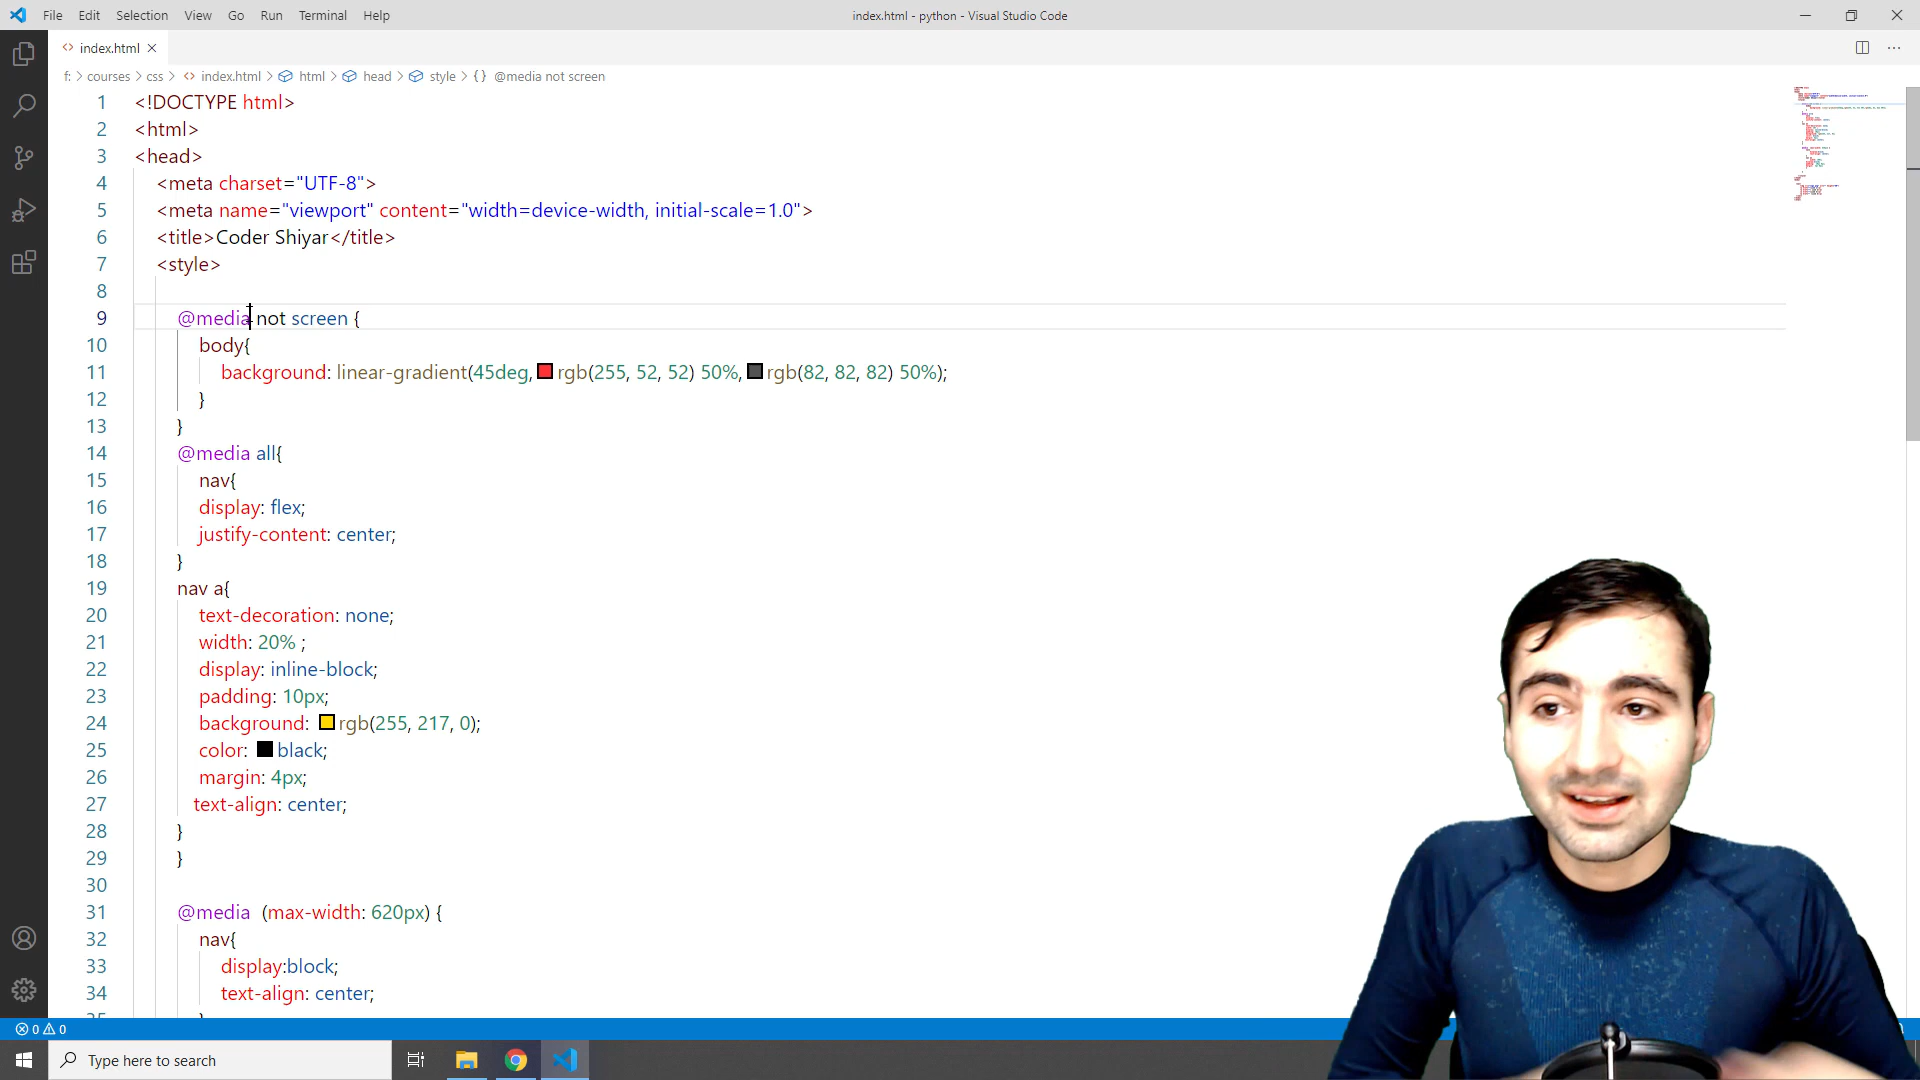 File Edit Selection View Go Run Terminal Help
index.html - python - Visual Studio Code
index.html
f: > courses > css > index.html > html > head > style > {} @media not screen
1 <!DOCTYPE html>
2 <html>
3 <head>
4 <meta charset="UTF-8">
5 <meta name="viewport" content="width=device-width, initial-scale=1.0">
6 <title>Coder Shiyar</title>
7 <style>
8
9 @media not screen {
10 body{
11 background: linear-gradient(45deg, rgb(255, 52, 52) 50%, rgb(82, 82, 82) 50%);
12 }
13 }
14 @media all{
15 nav{
16 display: flex;
17 justify-content: center;
18 }
19 nav a{
20 text-decoration: none;
21 width: 20% ;
22 display: inline-block;
23 padding: 10px;
24 background: rgb(255, 217, 0);
25 color: black;
26 margin: 4px;
27 text-align: center;
28 }
29 }
30
31 @media (max-width: 620px) {
32 nav{
33 display:block;
34 text-align: center;
0 0
Type here to search